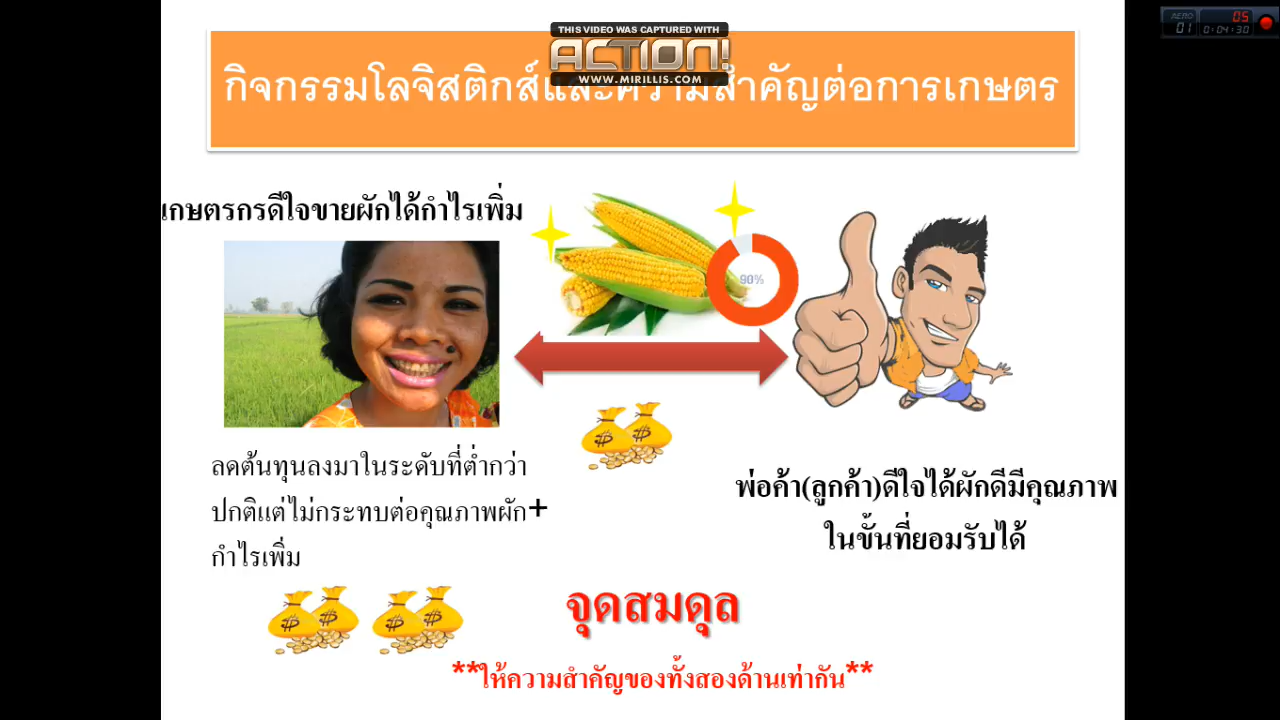 THIS VIDEO WAS CAPTURED WITH
ACTION!
WWW.MIRILLIS.COM
AERO
01
05
0:04:30
กิจกรรมโลจิสติกส์และความสำคัญต่อการเกษตร
เกษตรกรดีใจขายผักได้กำไรเพิ่ม
90%
ลดต้นทุนลงมาในระดับที่ต่ำกว่า
ปกติแต่ไม่กระทบต่อคุณภาพผัก+
กำไรเพิ่ม
พ่อค้า(ลูกค้า)ดีใจได้ผักดีมีคุณภาพ
ในขั้นที่ยอมรับได้
จุดสมดุล
**ให้ความสำคัญของทั้งสองด้านเท่ากัน**